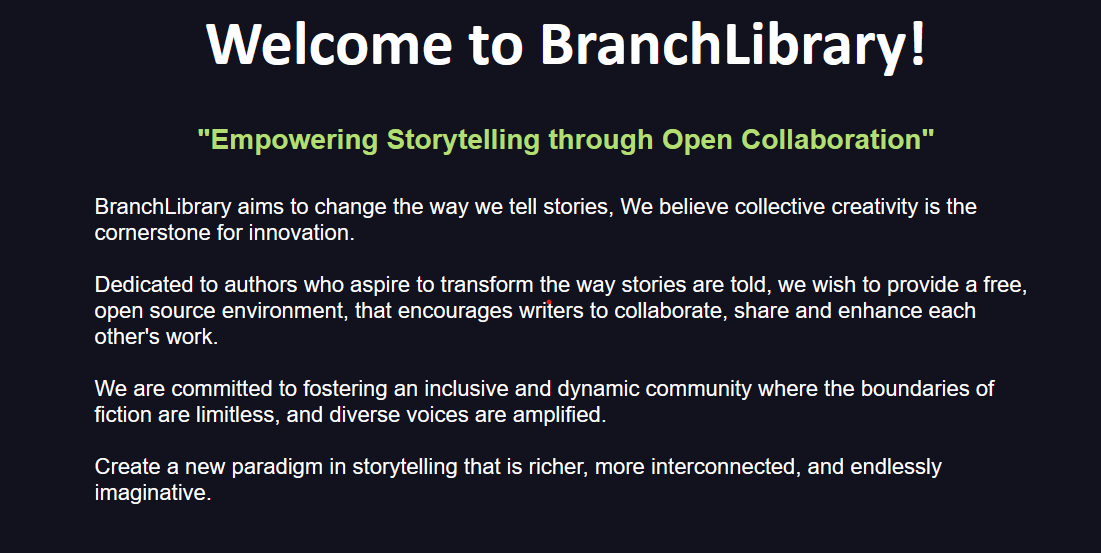 Welcome to BranchLibrary!
"Empowering Storytelling through Open Collaboration"
BranchLibrary aims to change the way we tell stories, We believe collective creativity is the
cornerstone for innovation.
Dedicated to authors who aspire to transform the way stories are told, we wish to provide a free,
open source environment, that encourages writers to collaborate, share and enhance each
other's work.
We are committed to fostering an inclusive and dynamic community where the boundaries of
fiction are limitless, and diverse voices are amplified.
Create a new paradigm in storytelling that is richer, more interconnected, and endlessly
imaginative.